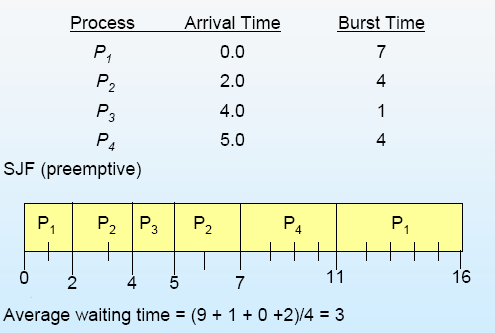 Process Arrival Time Burst Time
P1 0.0 7
P2 2.0 4
P3 4.0 1
P4 5.0 4
SJF (preemptive)
P1 P2 P3 P2 P4 P1
0 2 4 5 7 11 16
Average waiting time = (9 + 1 + 0 +2)/4 = 3